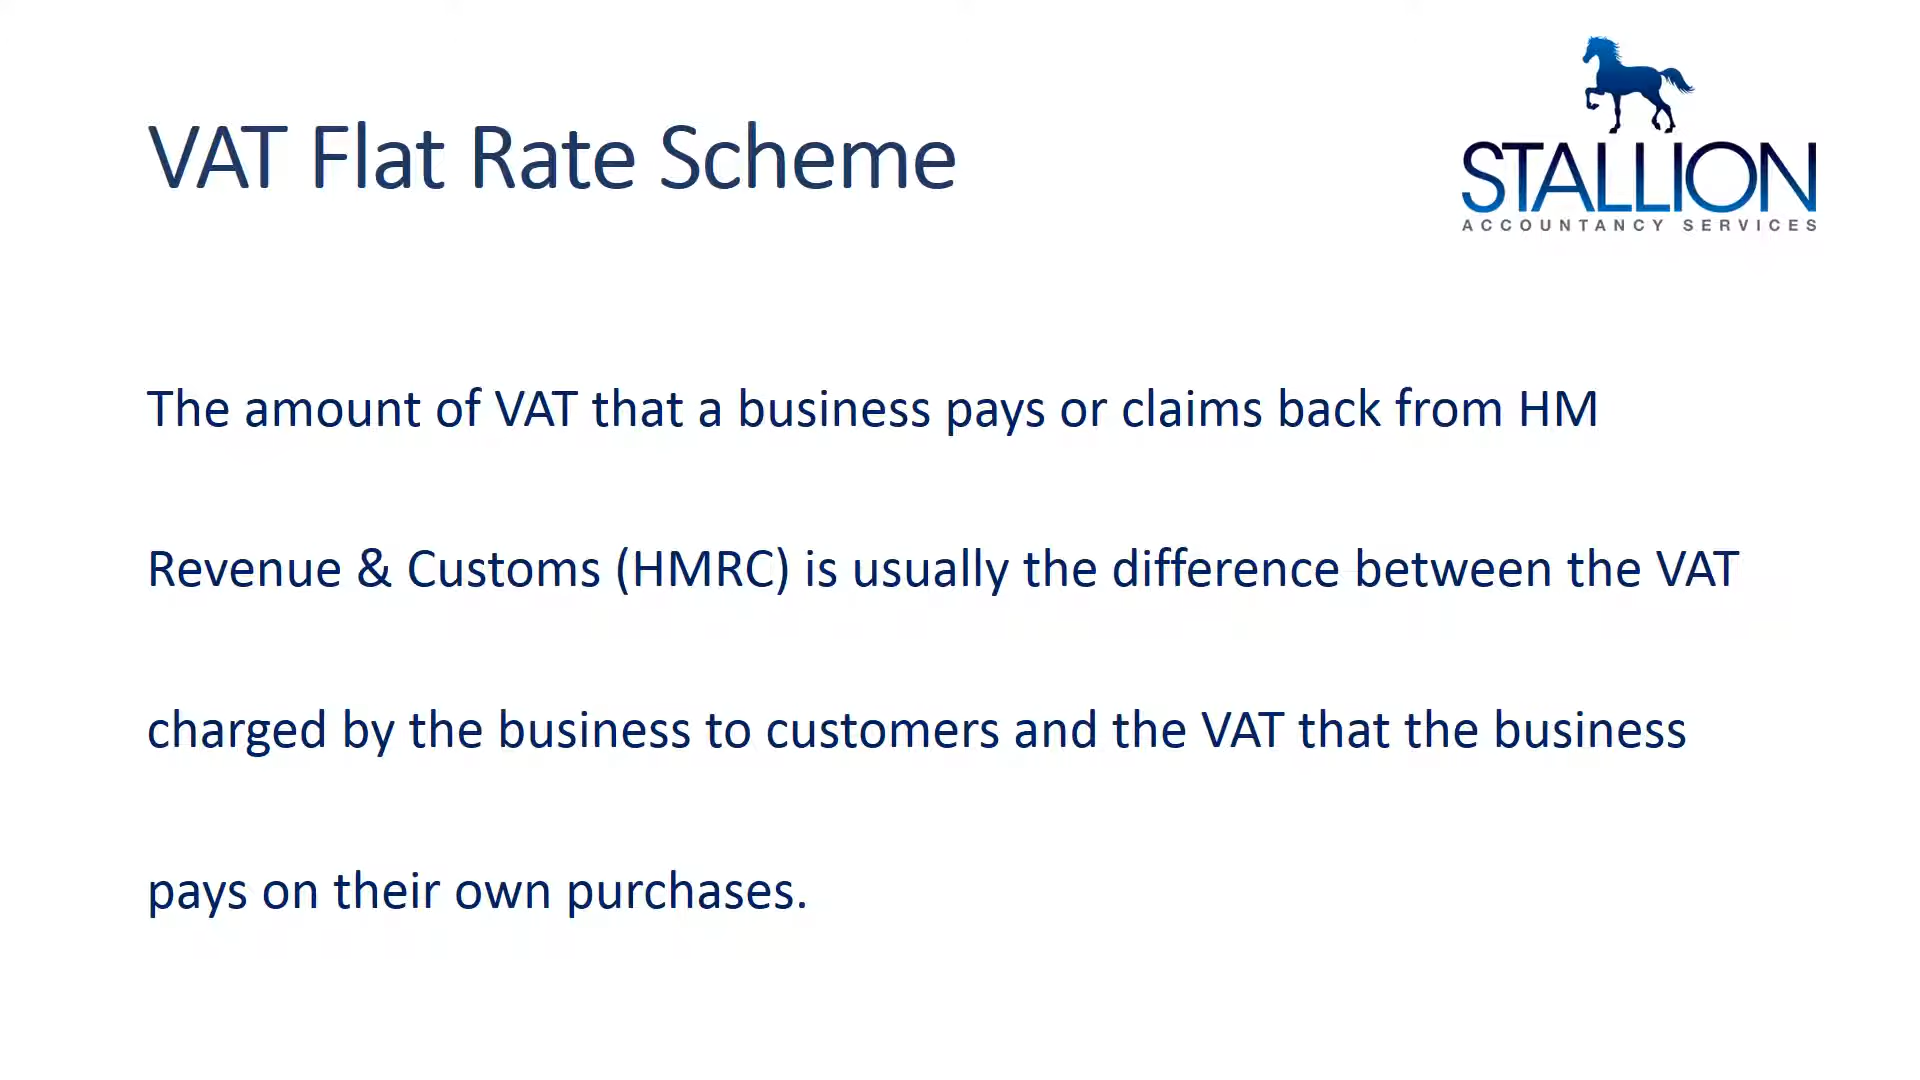 VAT Flat Rate Scheme
STALLION
ACCOUNTANCY SERVICES
The amount of VAT that a business pays or claims back from HM
Revenue & Customs (HMRC) is usually the difference between the VAT
charged by the business to customers and the VAT that the business
pays on their own purchases.